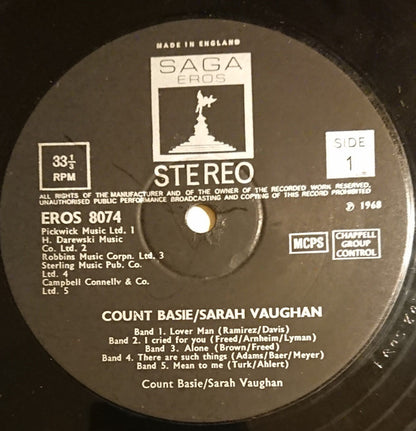 MADE IN ENGLAND
SAGA
EROS
33 1/3
RPM
STEREO
SIDE
1
ALL RIGHTS OF THE MANUFACTURER AND OF THE OWNER OF THE RECORDED WORK RESERVED,
UNAUTHORISED PUBLIC PERFORMANCE BROADCASTING AND COPYING OF THIS RECORD PROHIBITED
EROS 8074
℗ 1968
Pickwick Music Ltd. 1
H. Darewski Music
Co Ltd. 2
Robbins Music Corpn. Ltd. 3
Sterling Music Pub. Co
Ltd. 4
Campbell Connelly & Co.
Ltd. 5
MCPS
CHAPPELL
GROUP
CONTROL
COUNT BASIE/SARAH VAUGHAN
Band 1. Lover Man (Ramirez/Davis)
Band 2. I cried for you (Freed/Arnheim/Lyman)
Band 3. Alone (Brown/Freed)
Band 4. There are such things (Adams/Baer/Meyer)
Band 5. Mean to me (Turk/Ahlert)
Count Basie/Sarah Vaughan